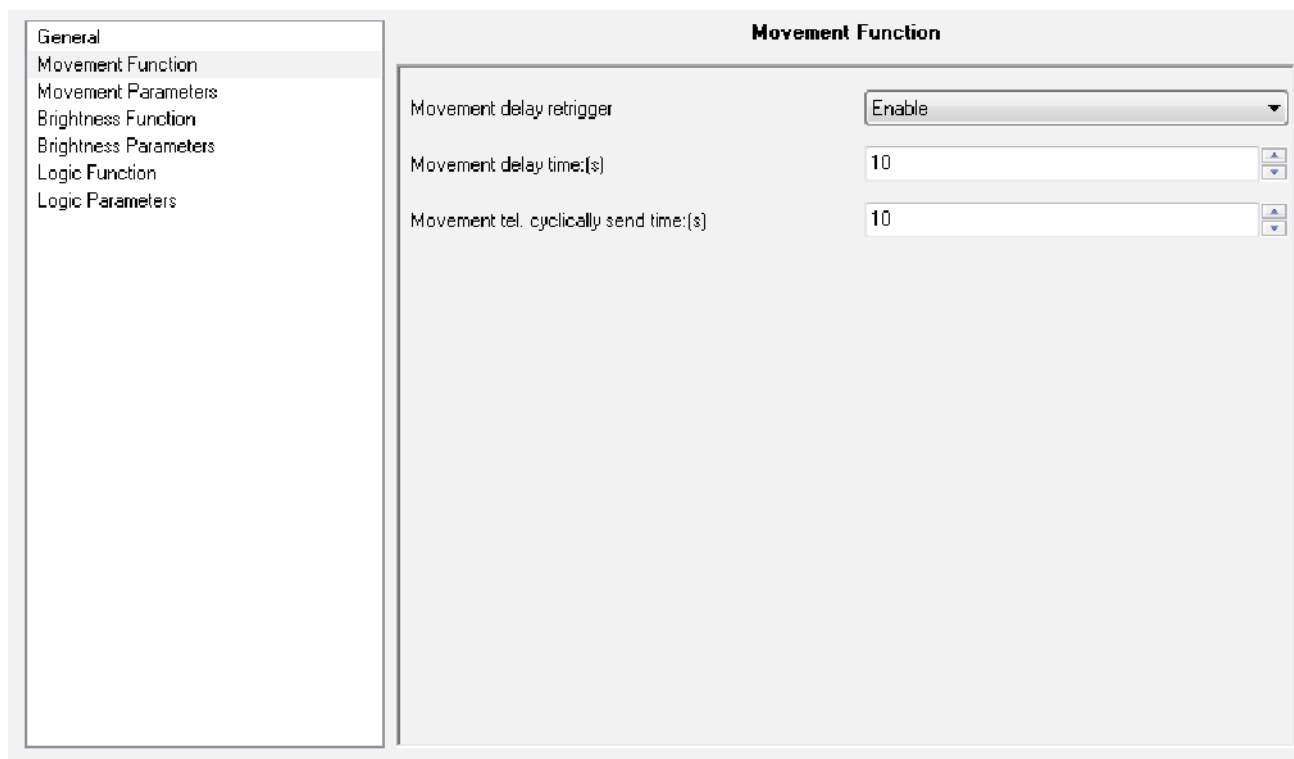 General
Movement Function
Movement Parameters
Brightness Function
Brightness Parameters
Logic Function
Logic Parameters
Movement Function
Movement delay retrigger Enable
Movement delay time:(s) 10
Movement tel. cyclically send time:(s) 10